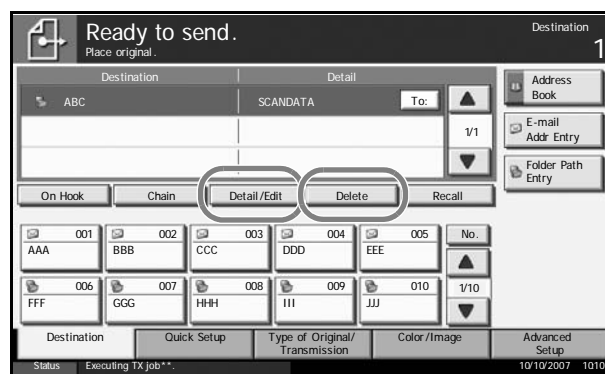 Ready to send.
Destination
1
Place original.
Destination Detail
ABC SCANDATA To:
1/1
Address Book
E-mail Addr Entry
Folder Path Entry
On Hook Chain Detail/Edit Delete Recall
001 002 003 004 005 No.
AAA BBB CCC DDD EEE
006 007 008 009 010 1/10
FFF GGG HHH III JJJ
Destination Quick Setup Type of Original/ Transmission Color/Image Advanced Setup
Status Executing TX job**. 10/10/2007 1010